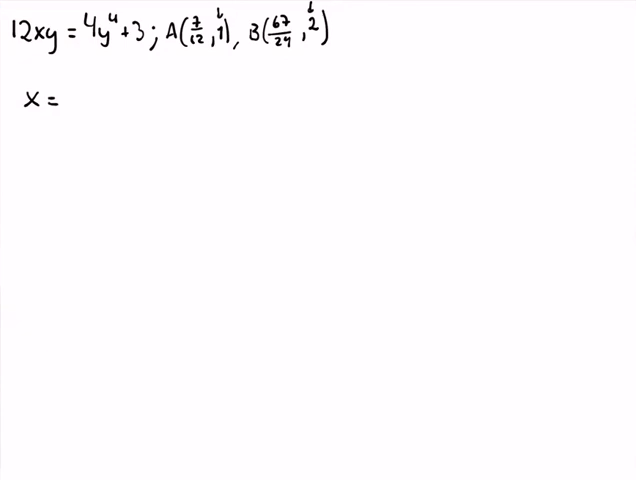 12xy = 4y⁴+3 ; A(7/12, 1), B(67/24, 2)
x =